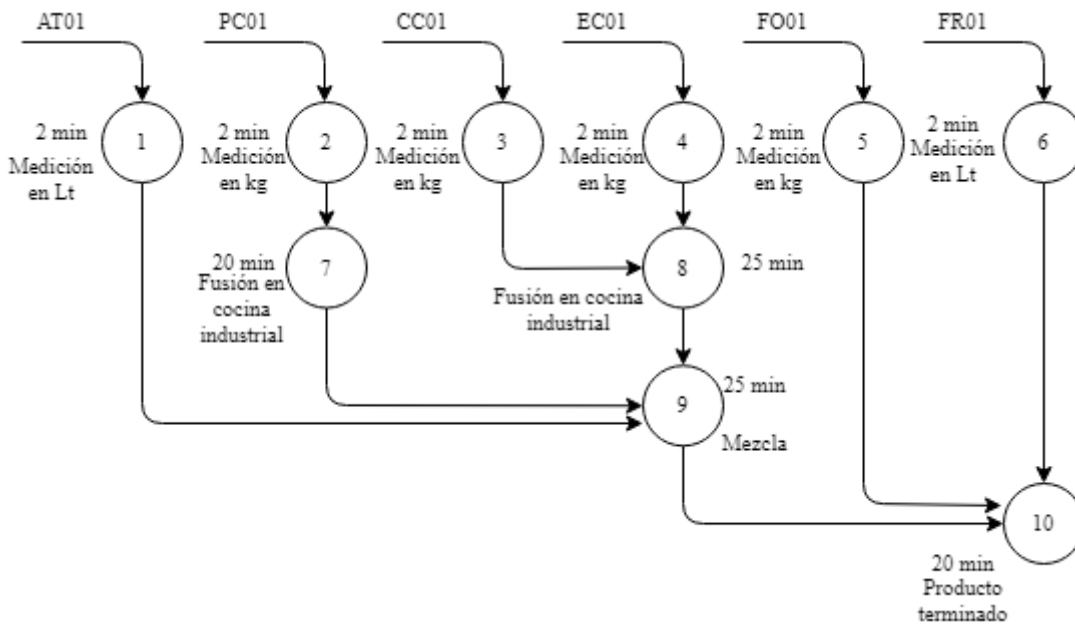 AT01
PC01
CC01
EC01
FO01
FR01
2 min
Medición
en Lt
1
2 min
Medición
en kg
2
2 min
Medición
en kg
3
2 min
Medición
en kg
4
2 min
Medición
en kg
5
2 min
Medición
en Lt
6
20 min
Fusión en
cocina
industrial
7
Fusión en cocina
industrial
8
25 min
9
25 min
Mezcla
10
20 min
Producto
terminado